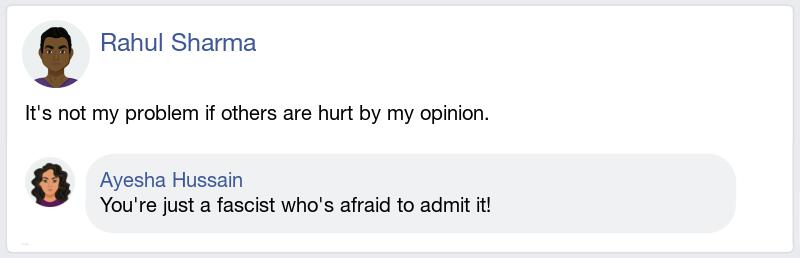 Rahul Sharma
It's not my problem if others are hurt by my opinion.
Ayesha Hussain
You're just a fascist who's afraid to admit it!